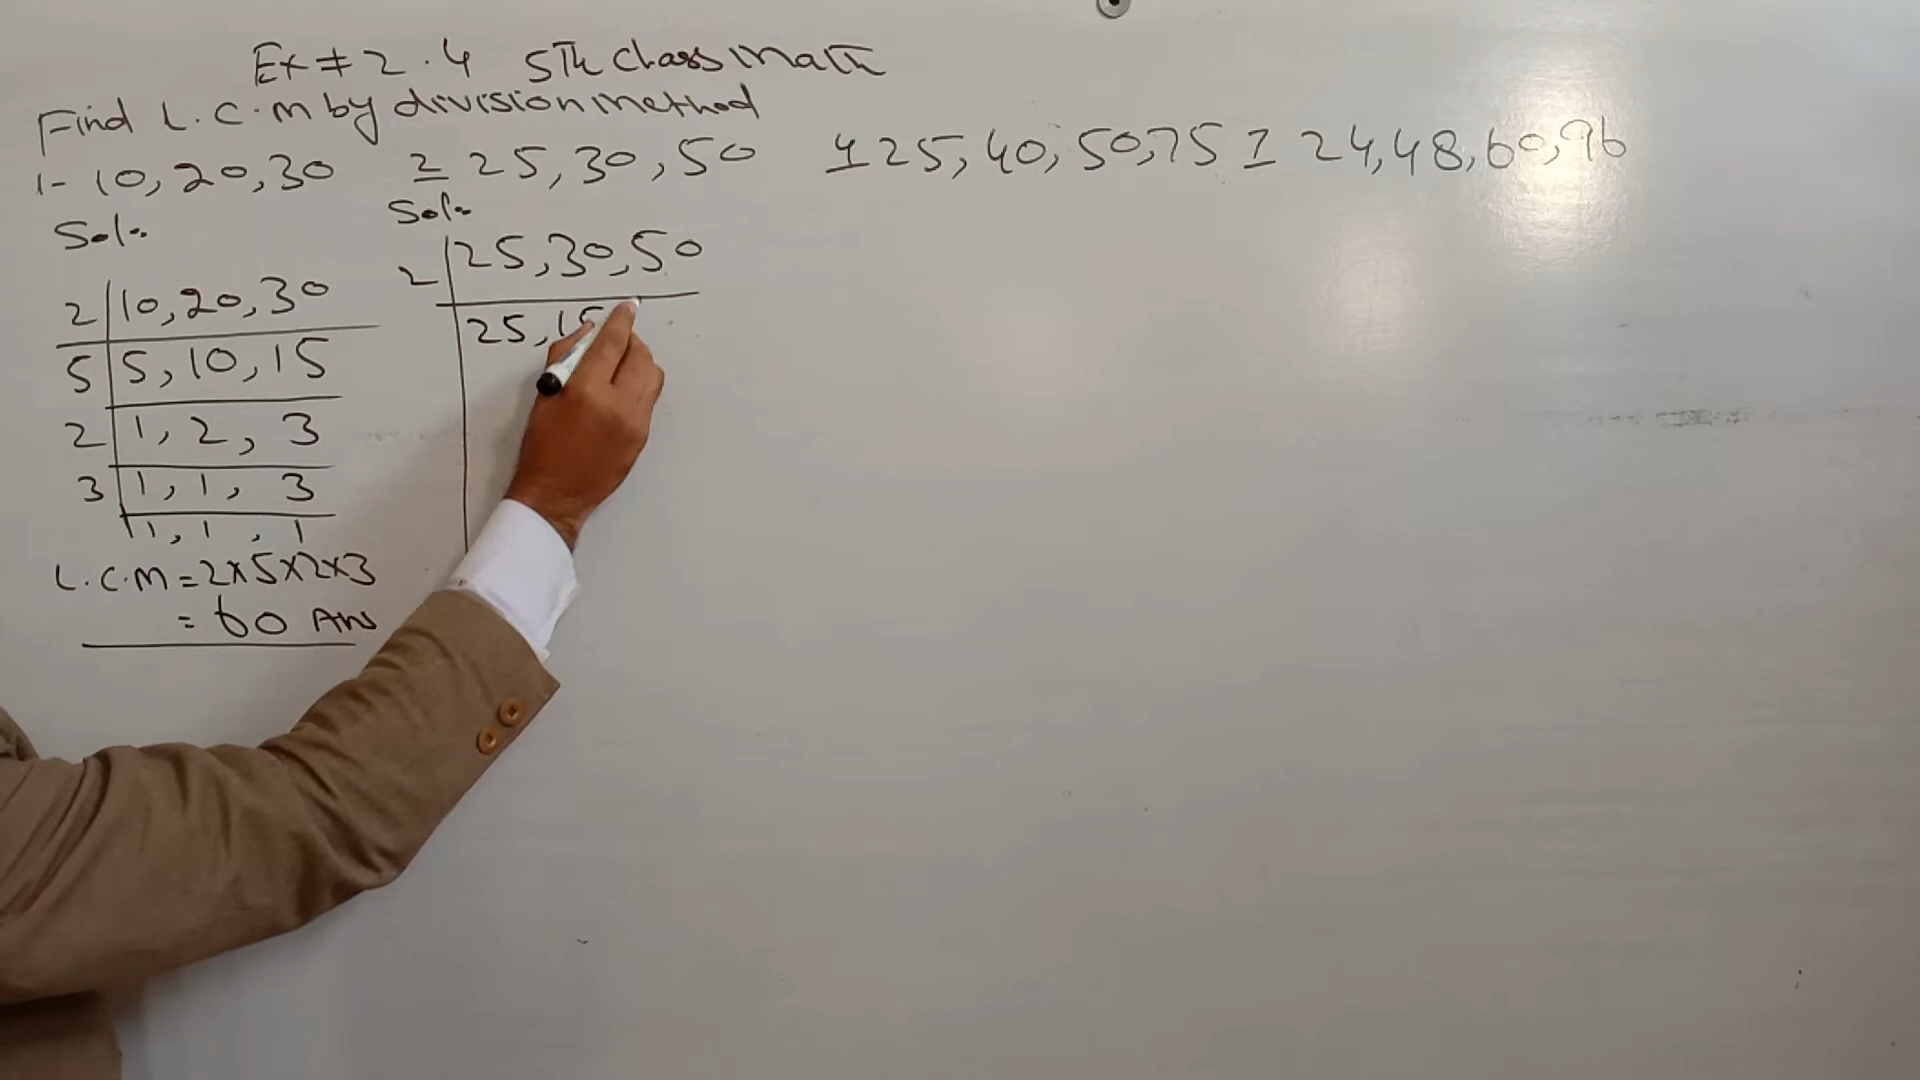 Ex # 2.4 5Th class math
Find L.C.M by division method
1- 10, 20, 30 2 25, 30, 50 4 25, 40, 50, 75 7 24, 48, 60, 96
Sol:
2 10, 20, 30
5 5, 10, 15
2 1, 2, 3
3 1, 1, 3
1, 1, 1
L.C.M = 2x5x2x3
= 60 Ans
Sol:
2 25, 30, 50
25, 15